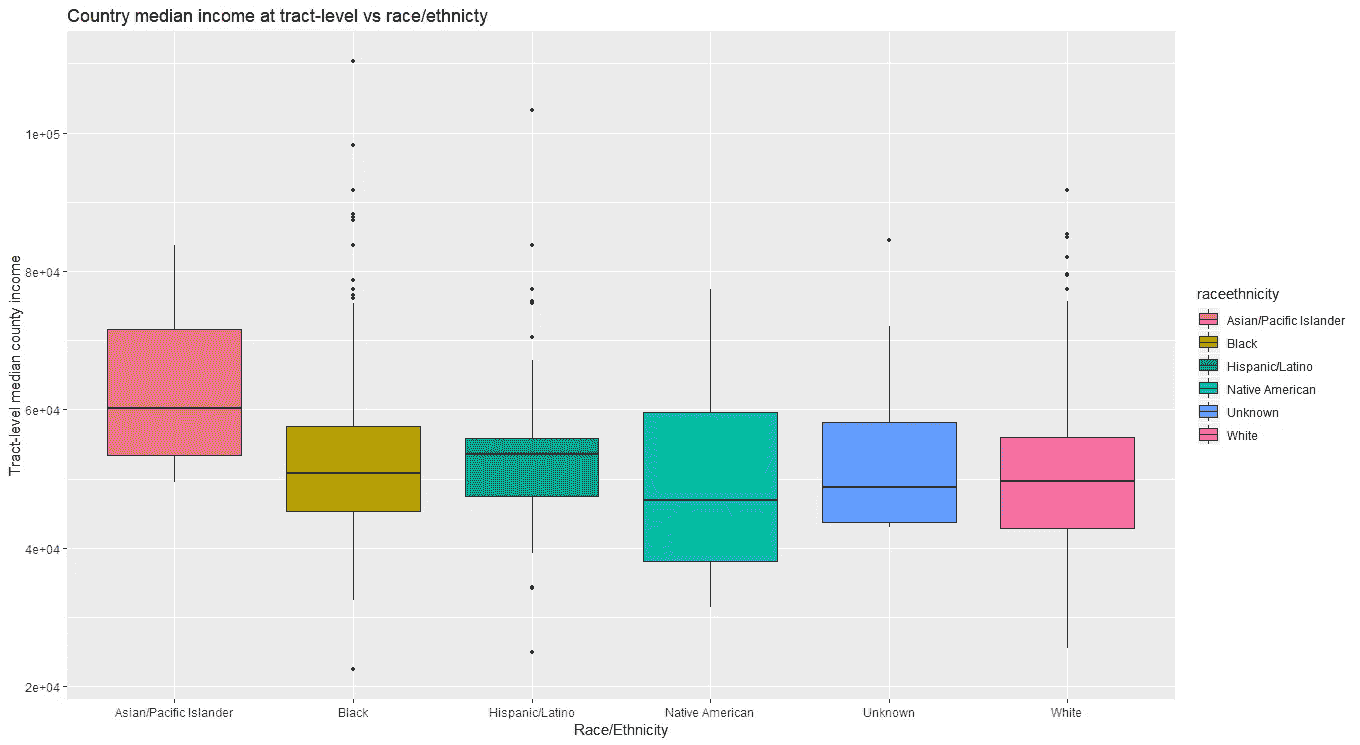 Country median income at tract-level vs race/ethnicty
Tract-level median county income
1e+05
8e+04
6e+04
4e+04
2e+04
Asian/Pacific Islander
Black
Hispanic/Latino
Native American
Unknown
White
Race/Ethnicity
raceethnicity
Asian/Pacific Islander
Black
Hispanic/Latino
Native American
Unknown
White